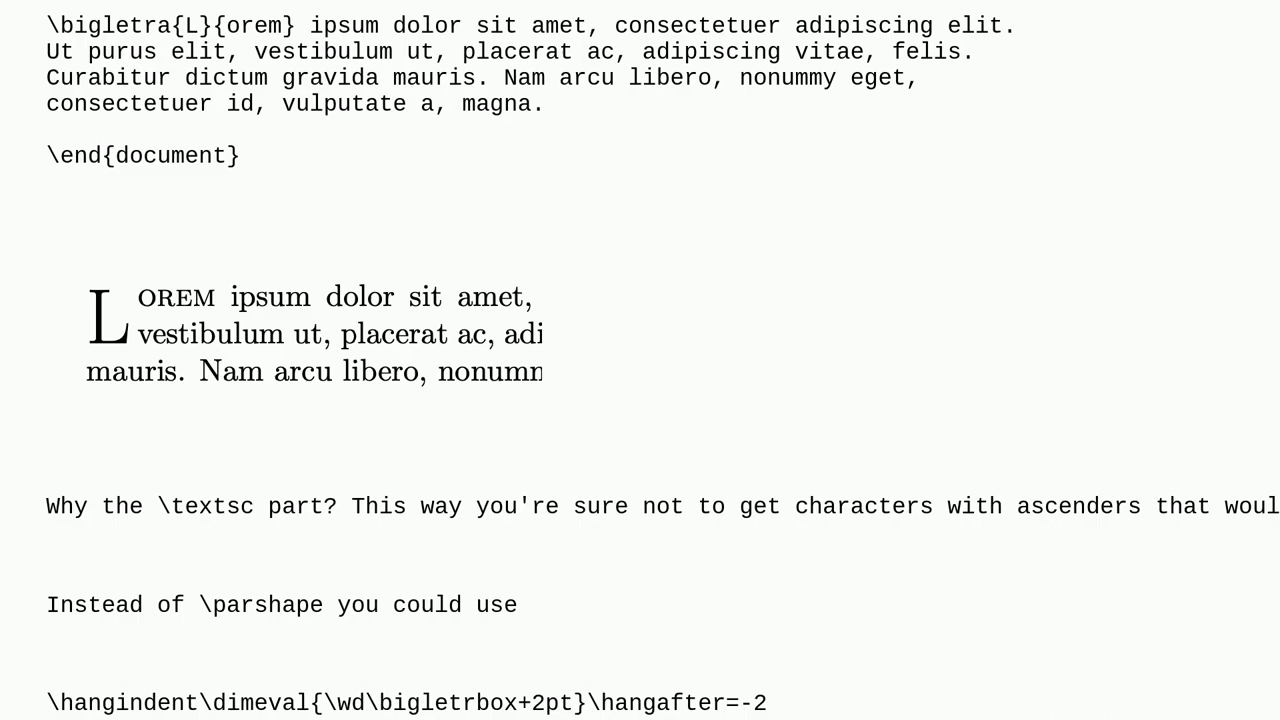 \bigletra{L}{orem} ipsum dolor sit amet, consectetuer adipiscing elit.
Ut purus elit, vestibulum ut, placerat ac, adipiscing vitae, felis.
Curabitur dictum gravida mauris. Nam arcu libero, nonummy eget,
consectetuer id, vulputate a, magna.
\end{document}
LOREM ipsum dolor sit amet,
vestibulum ut, placerat ac, adi
mauris. Nam arcu libero, nonum
Why the \textsc part? This way you're sure not to get characters with ascenders that woul
Instead of \parshape you could use
\hangindent\dimeval{\wd\bigletrbox+2pt}\hangafter=-2